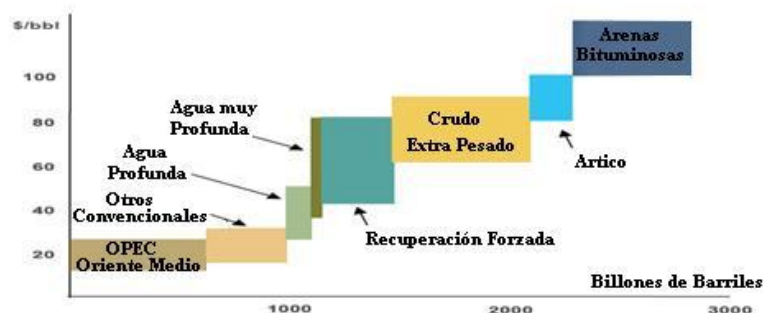 $/bbl
Arenas
Bituminosas
100
Agua muy
Profunda
80
Crudo
Extra Pesado
Agua
Profunda
60
Artico
Otros
Convencionales
40
Recuperación Forzada
OPEC
Oriente Medio
20
Billones de Barriles
1000
2000
3000